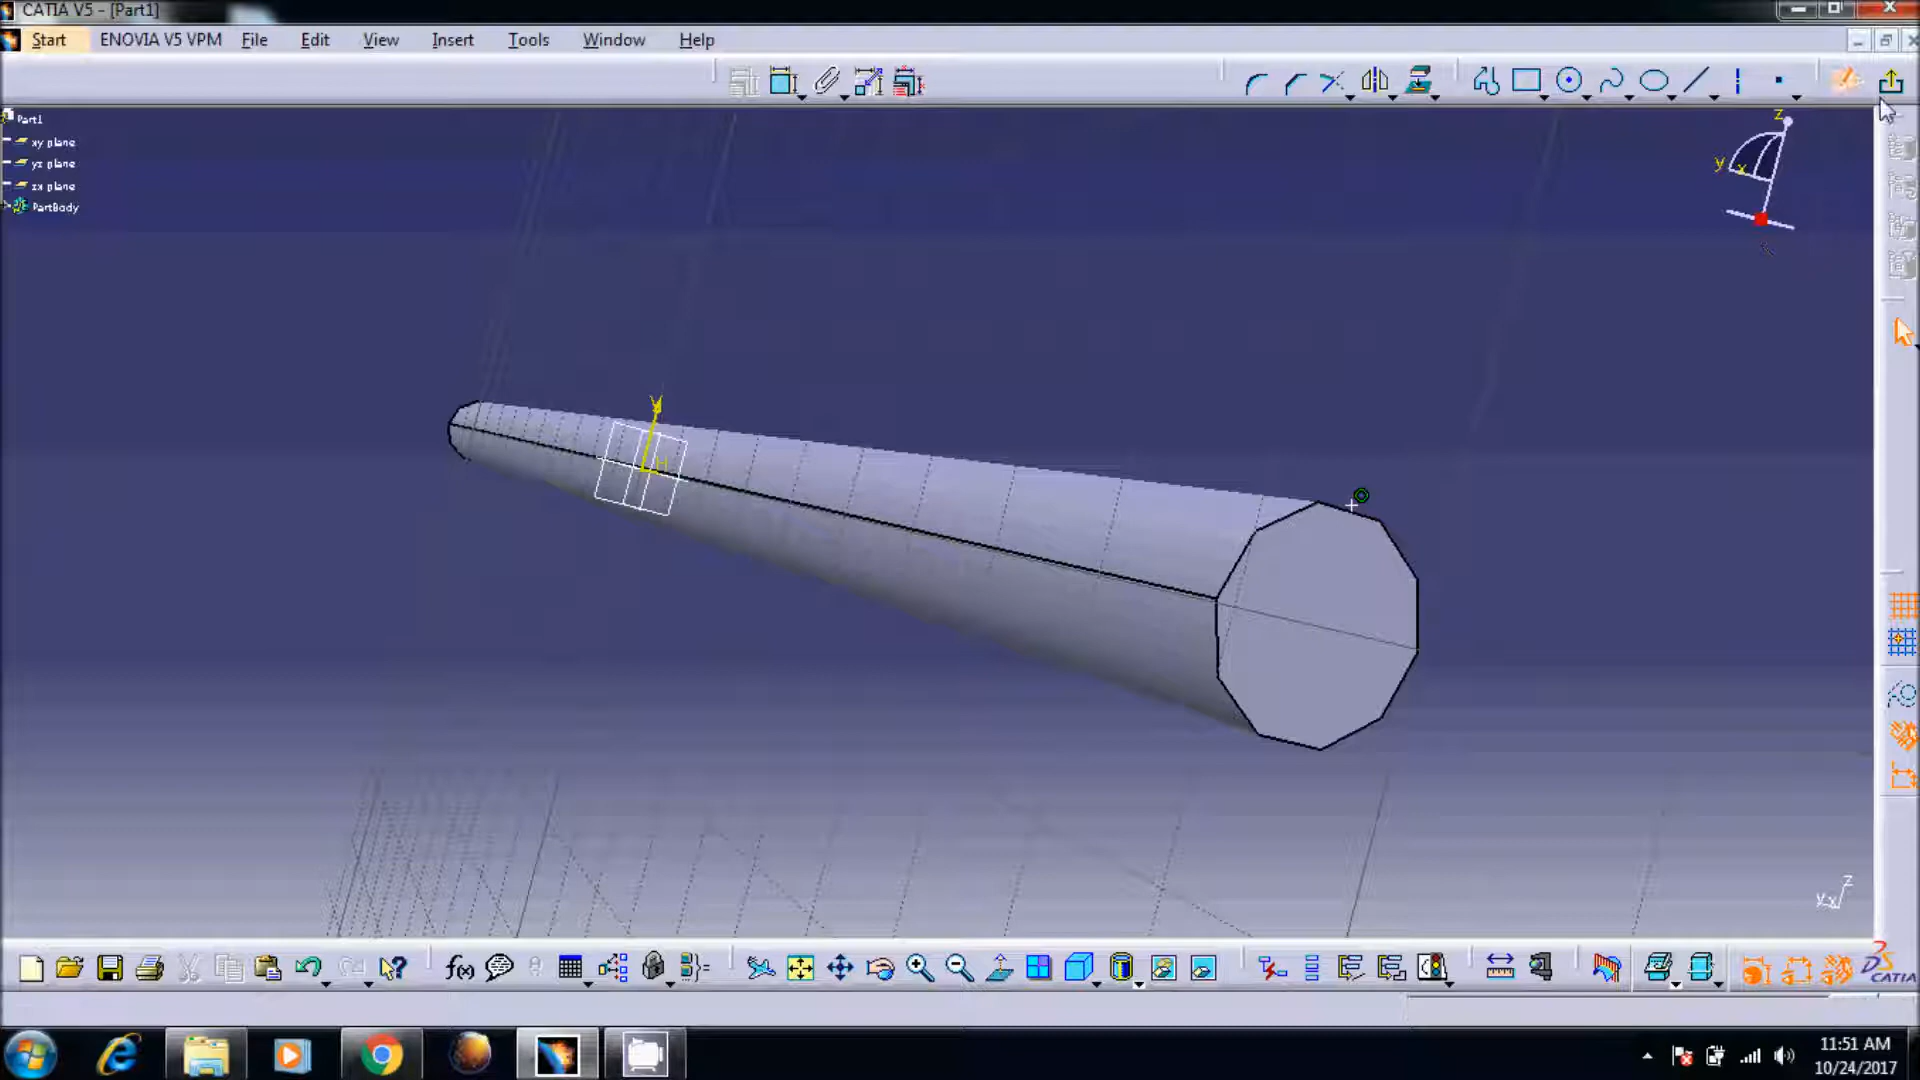 CATIA V5 - [Part1]
Start ENOVIA V5 VPM File Edit View Insert Tools Window Help
Part1
xy plane
yz plane
zx plane
PartBody
z
y x
V
H
z
y x
f(x)
CATIA
11:51 AM
10/24/2017